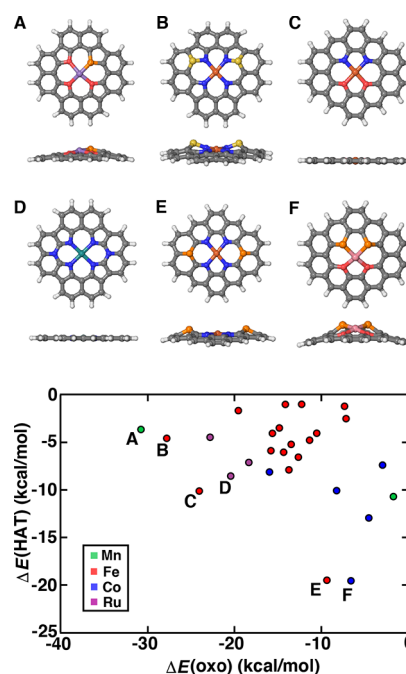 A B C
D E F
0
-5
-10
-15
-20
-25
ΔE(HAT) (kcal/mol)
A
B
C
D
E
F
Mn
Fe
Co
Ru
-40 -30 -20 -10 0
ΔE(oxo) (kcal/mol)